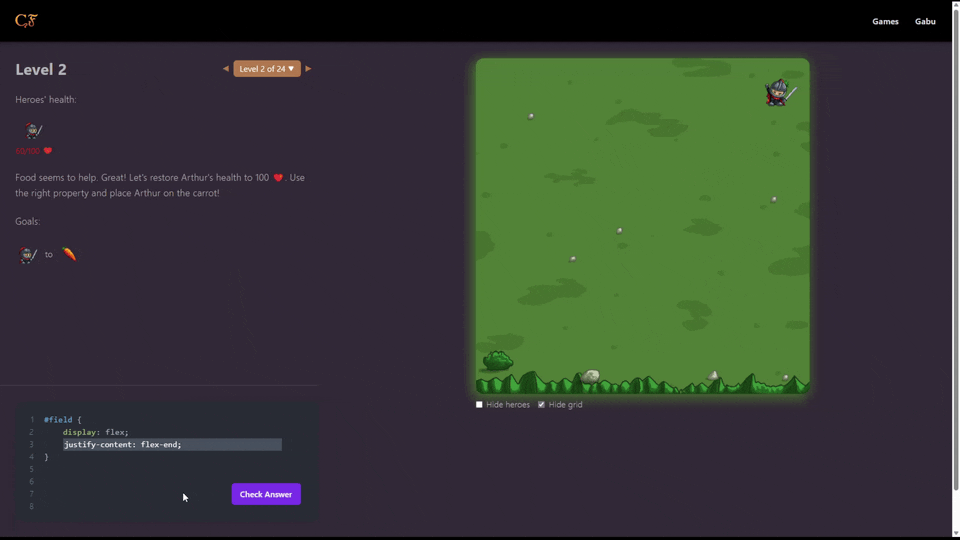 CF
Games
Gabu
Level 2
◀ Level 2 of 24 ▼ ▶
Heroes' health:
60/100
Food seems to help. Great! Let's restore Arthur's health to 100 ❤. Use
the right property and place Arthur on the carrot!
Goals:
to
Hide heroes
Hide grid
1 #field {
2 display: flex;
3 justify-content: flex-end;
4 }
5
6
7
8
Check Answer